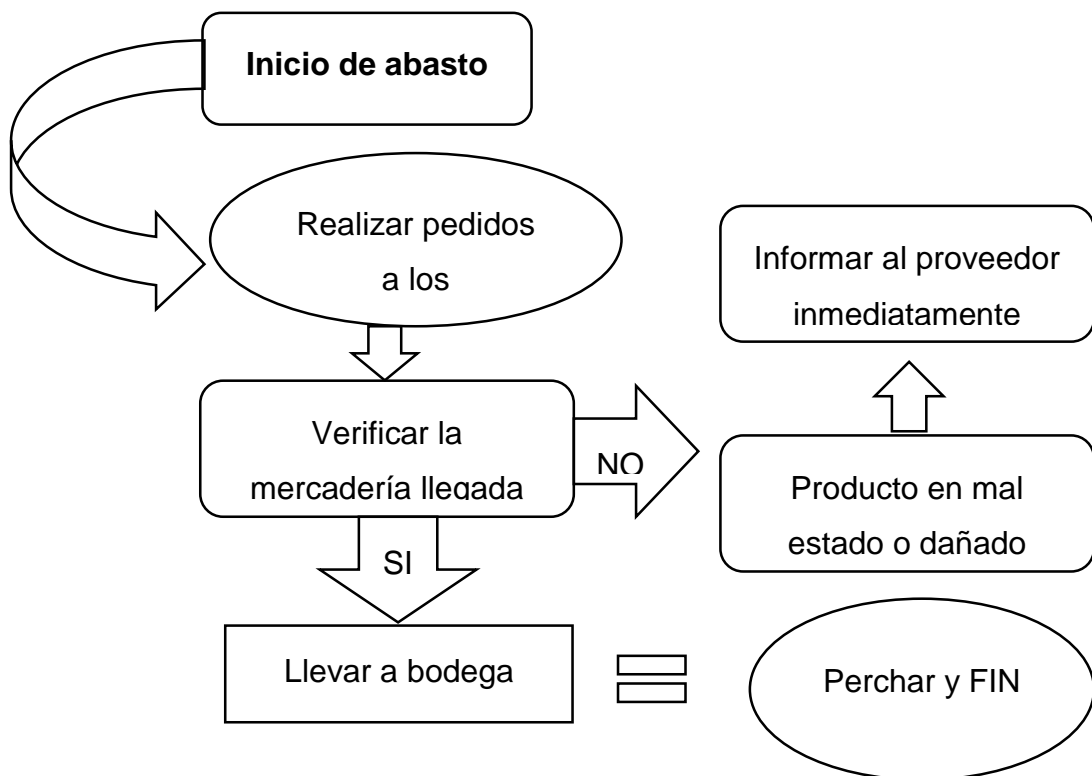 Inicio de abasto
Realizar pedidos
a los
Informar al proveedor
inmediatamente
Verificar la
mercadería llegada
NO
Producto en mal
estado o dañado
SI
Llevar a bodega
Perchar y FIN